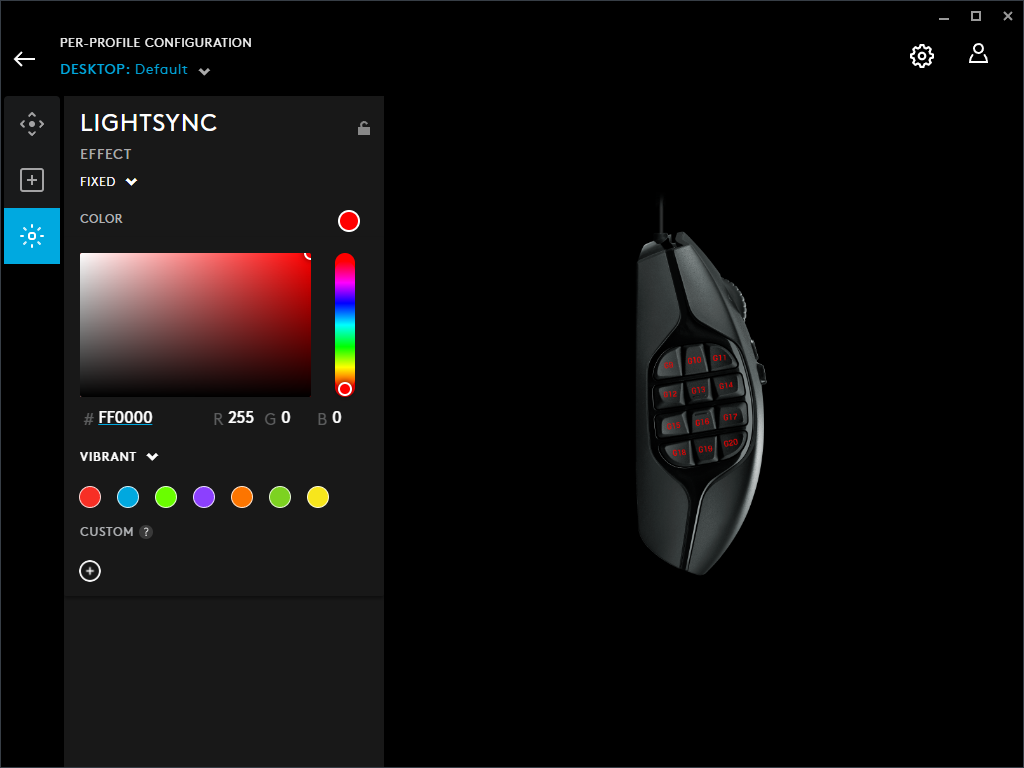 PER-PROFILE CONFIGURATION
DESKTOP: Default
LIGHTSYNC
EFFECT
FIXED
COLOR
# FF0000 R 255 G 0 B 0
VIBRANT
CUSTOM ?
G10 G11
G12 G13 G14
G15 G16 G17
G18 G19 G20